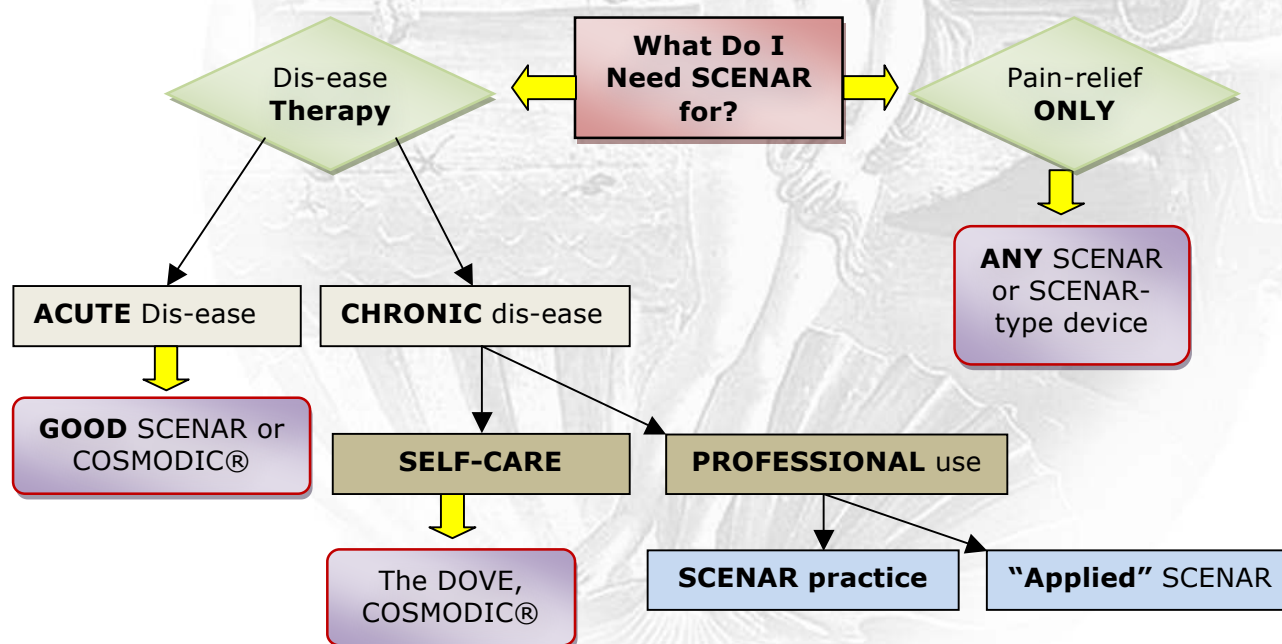 What Do I
Need SCENAR
for?
Dis-ease
Therapy
Pain-relief
ONLY
ANY SCENAR
or SCENAR-
type device
ACUTE Dis-ease
CHRONIC dis-ease
GOOD SCENAR or
COSMODIC®
SELF-CARE
PROFESSIONAL use
The DOVE,
COSMODIC®
SCENAR practice
“Applied” SCENAR